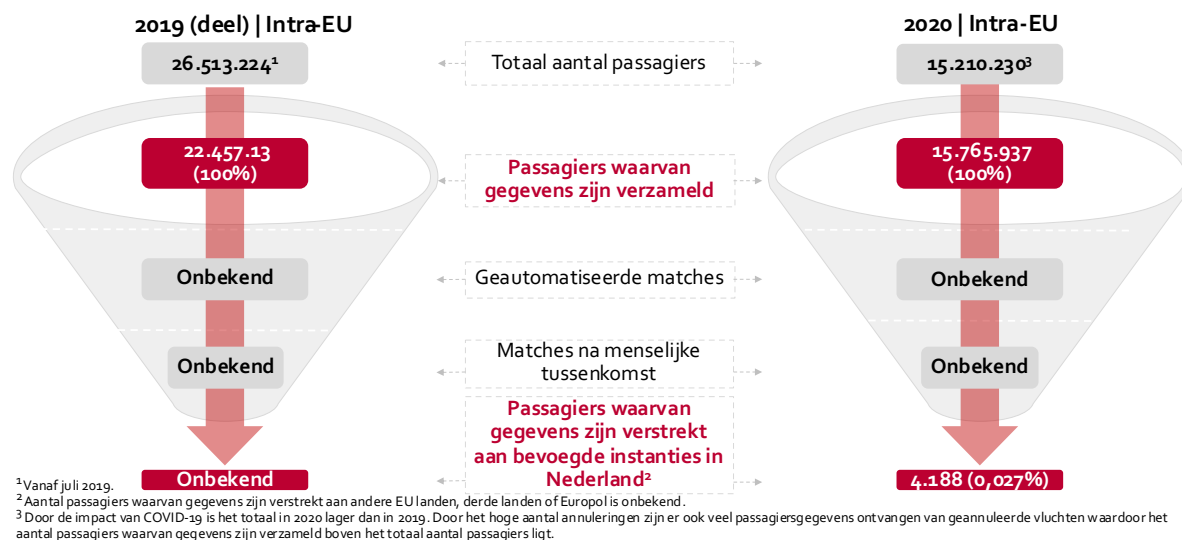 2019 (deel) | Intra-EU
26.513.224¹
22.457.13
(100%)
Onbekend
Onbekend
Onbekend
Totaal aantal passagiers
Passagiers waarvan
gegevens zijn verzameld
Geautomatiseerde matches
Matches na menselijke
tussenkomst
Passagiers waarvan
gegevens zijn verstrekt
aan bevoegde instanties in
Nederland²
2020 | Intra-EU
15.210.230³
15.765.937
(100%)
Onbekend
Onbekend
4.188 (0,027%)
¹ Vanaf juli 2019.
² Aantal passagiers waarvan gegevens zijn verstrekt aan andere EU landen, derde landen of Europol is onbekend.
³ Door de impact van COVID-19 is het totaal in 2020 lager dan in 2019. Door het hoge aantal annuleringen zijn er ook veel passagiersgegevens ontvangen van geannuleerde vluchten waardoor het
aantal passagiers waarvan gegevens zijn verzameld boven het totaal aantal passagiers ligt.